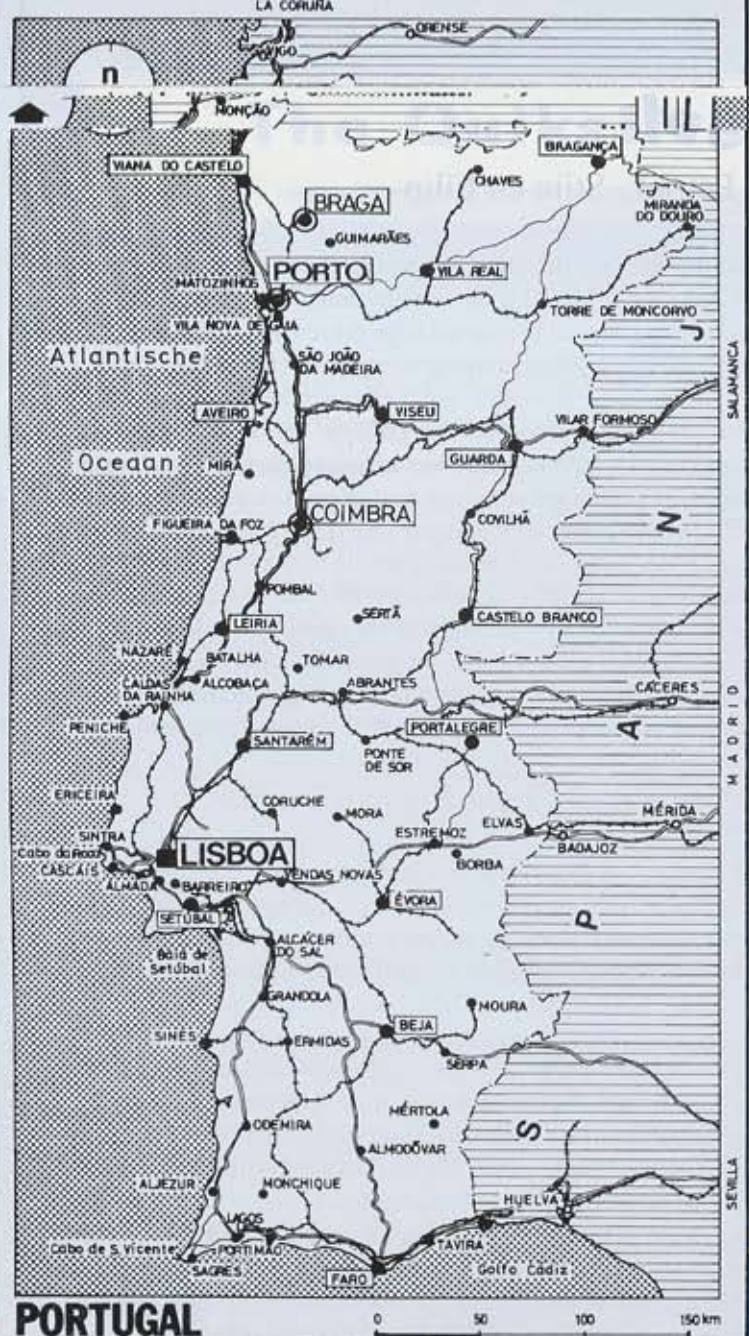 LA CORUÑA
ORENSE
VIGO
n
MONÇÃO
BRAGANÇA
VIANA DO CASTELO
CHAVES
MIRANDA
DO DOURO
BRAGA
GUIMARÃES
PORTO
VILA REAL
MATOZINHOS
TORRE DE MONCORVO
VILA NOVA DE GAIA
Atlantische
SÃO JOÃO
DA MADEIRA
SALAMANCA
AVEIRO
VISEU
VILAR FORMOSO
Oceaan
GUARDA
MIRA
COIMBRA
COVILHÃ
FIGUEIRA DA FOZ
POMBAL
SERTÃ
CASTELO BRANCO
LEIRIA
NAZARÉ
BATALHA
TOMAR
CALDAS
DA RAINHA
ALCOBAÇA
ABRANTES
CÁCERES
MADRID
PENICHE
SANTARÉM
PONTE
DE SOR
PORTALEGRE
ERICEIRA
CORUCHE
MORA
MÉRIDA
SINTRA
ESTREMOZ
ELVAS
BADAJOZ
LISBOA
BORBA
CASCAIS
ALMADA
BARREIRO
VENDAS NOVAS
SETÚBAL
ÉVORA
Baia de
Setúbal
ALCÁCER
DO SAL
GRANDOLA
MOURA
SINES
ERMIDAS
BEJA
SERPA
MÉRTOLA
ODEMIRA
ALMODÔVAR
SPANJ
ALJEZUR
MONCHIQUE
HUELVA
SEVILLA
LAGOS
Cabo de S. Vicente
PORTIMÃO
TAVIRA
SAGRES
FARO
Golfo Cádiz
PORTUGAL
0 50 100 150 km